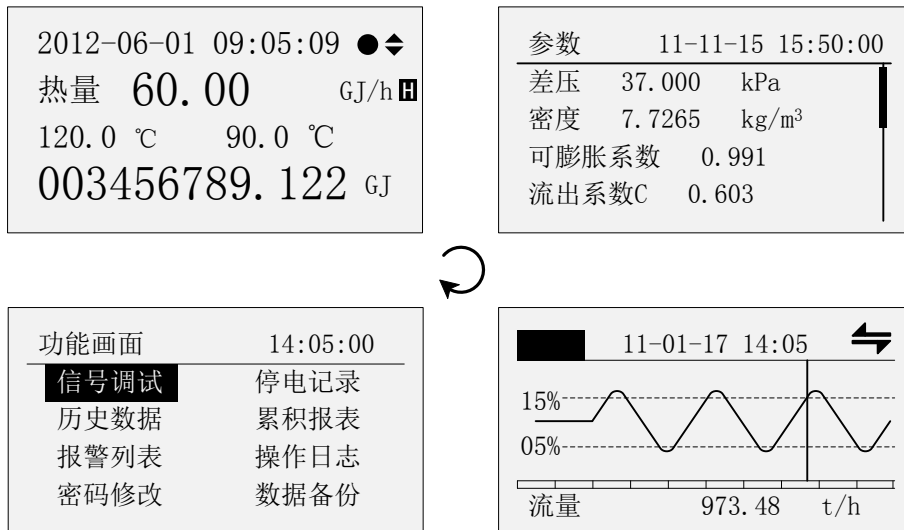 2012-06-01 09:05:09
热量 60.00 GJ/h H
120.0 ℃ 90.0 ℃
003456789.122 GJ
参数 11-11-15 15:50:00
差压 37.000 kPa
密度 7.7265 kg/m³
可膨胀系数 0.991
流出系数C 0.603
功能画面 14:05:00
信号调试 停电记录
历史数据 累积报表
报警列表 操作日志
密码修改 数据备份
11-01-17 14:05
15%
05%
流量 973.48 t/h